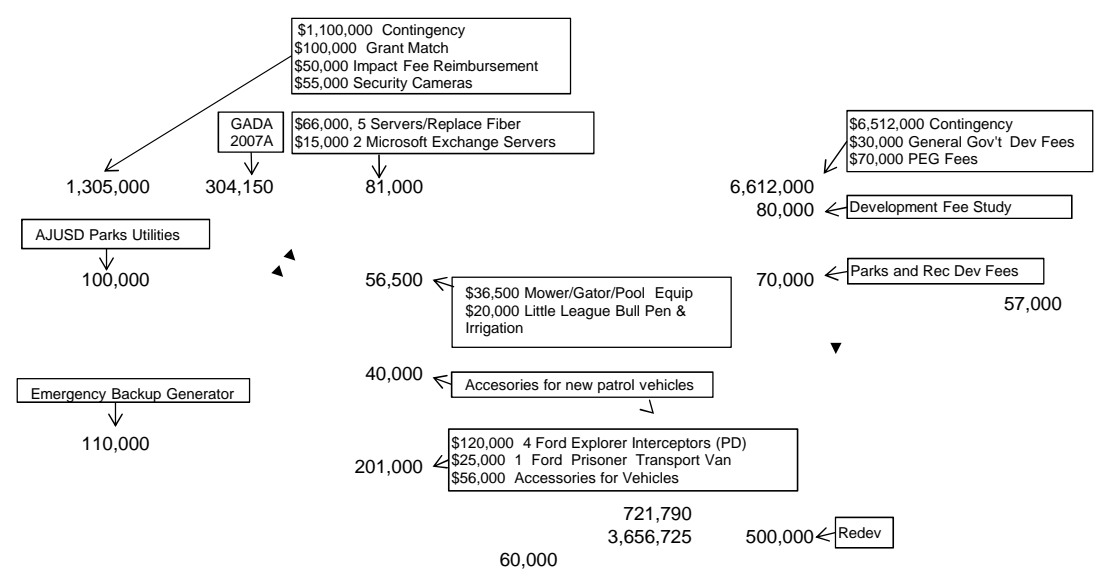 $1,100,000 Contingency
$100,000 Grant Match
$50,000 Impact Fee Reimbursement
$55,000 Security Cameras
GADA
2007A
$66,000, 5 Servers/Replace Fiber
$15,000 2 Microsoft Exchange Servers
$6,512,000 Contingency
$30,000 General Gov't Dev Fees
$70,000 PEG Fees
1,305,000
304,150
81,000
6,612,000
80,000
Development Fee Study
AJUSD Parks Utilities
100,000
56,500
$36,500 Mower/Gator/Pool Equip
$20,000 Little League Bull Pen &
Irrigation
70,000
Parks and Rec Dev Fees
57,000
40,000
Accesories for new patrol vehicles
Emergency Backup Generator
110,000
201,000
$120,000 4 Ford Explorer Interceptors (PD)
$25,000 1 Ford Prisoner Transport Van
$56,000 Accessories for Vehicles
721,790
3,656,725
500,000
Redev
60,000